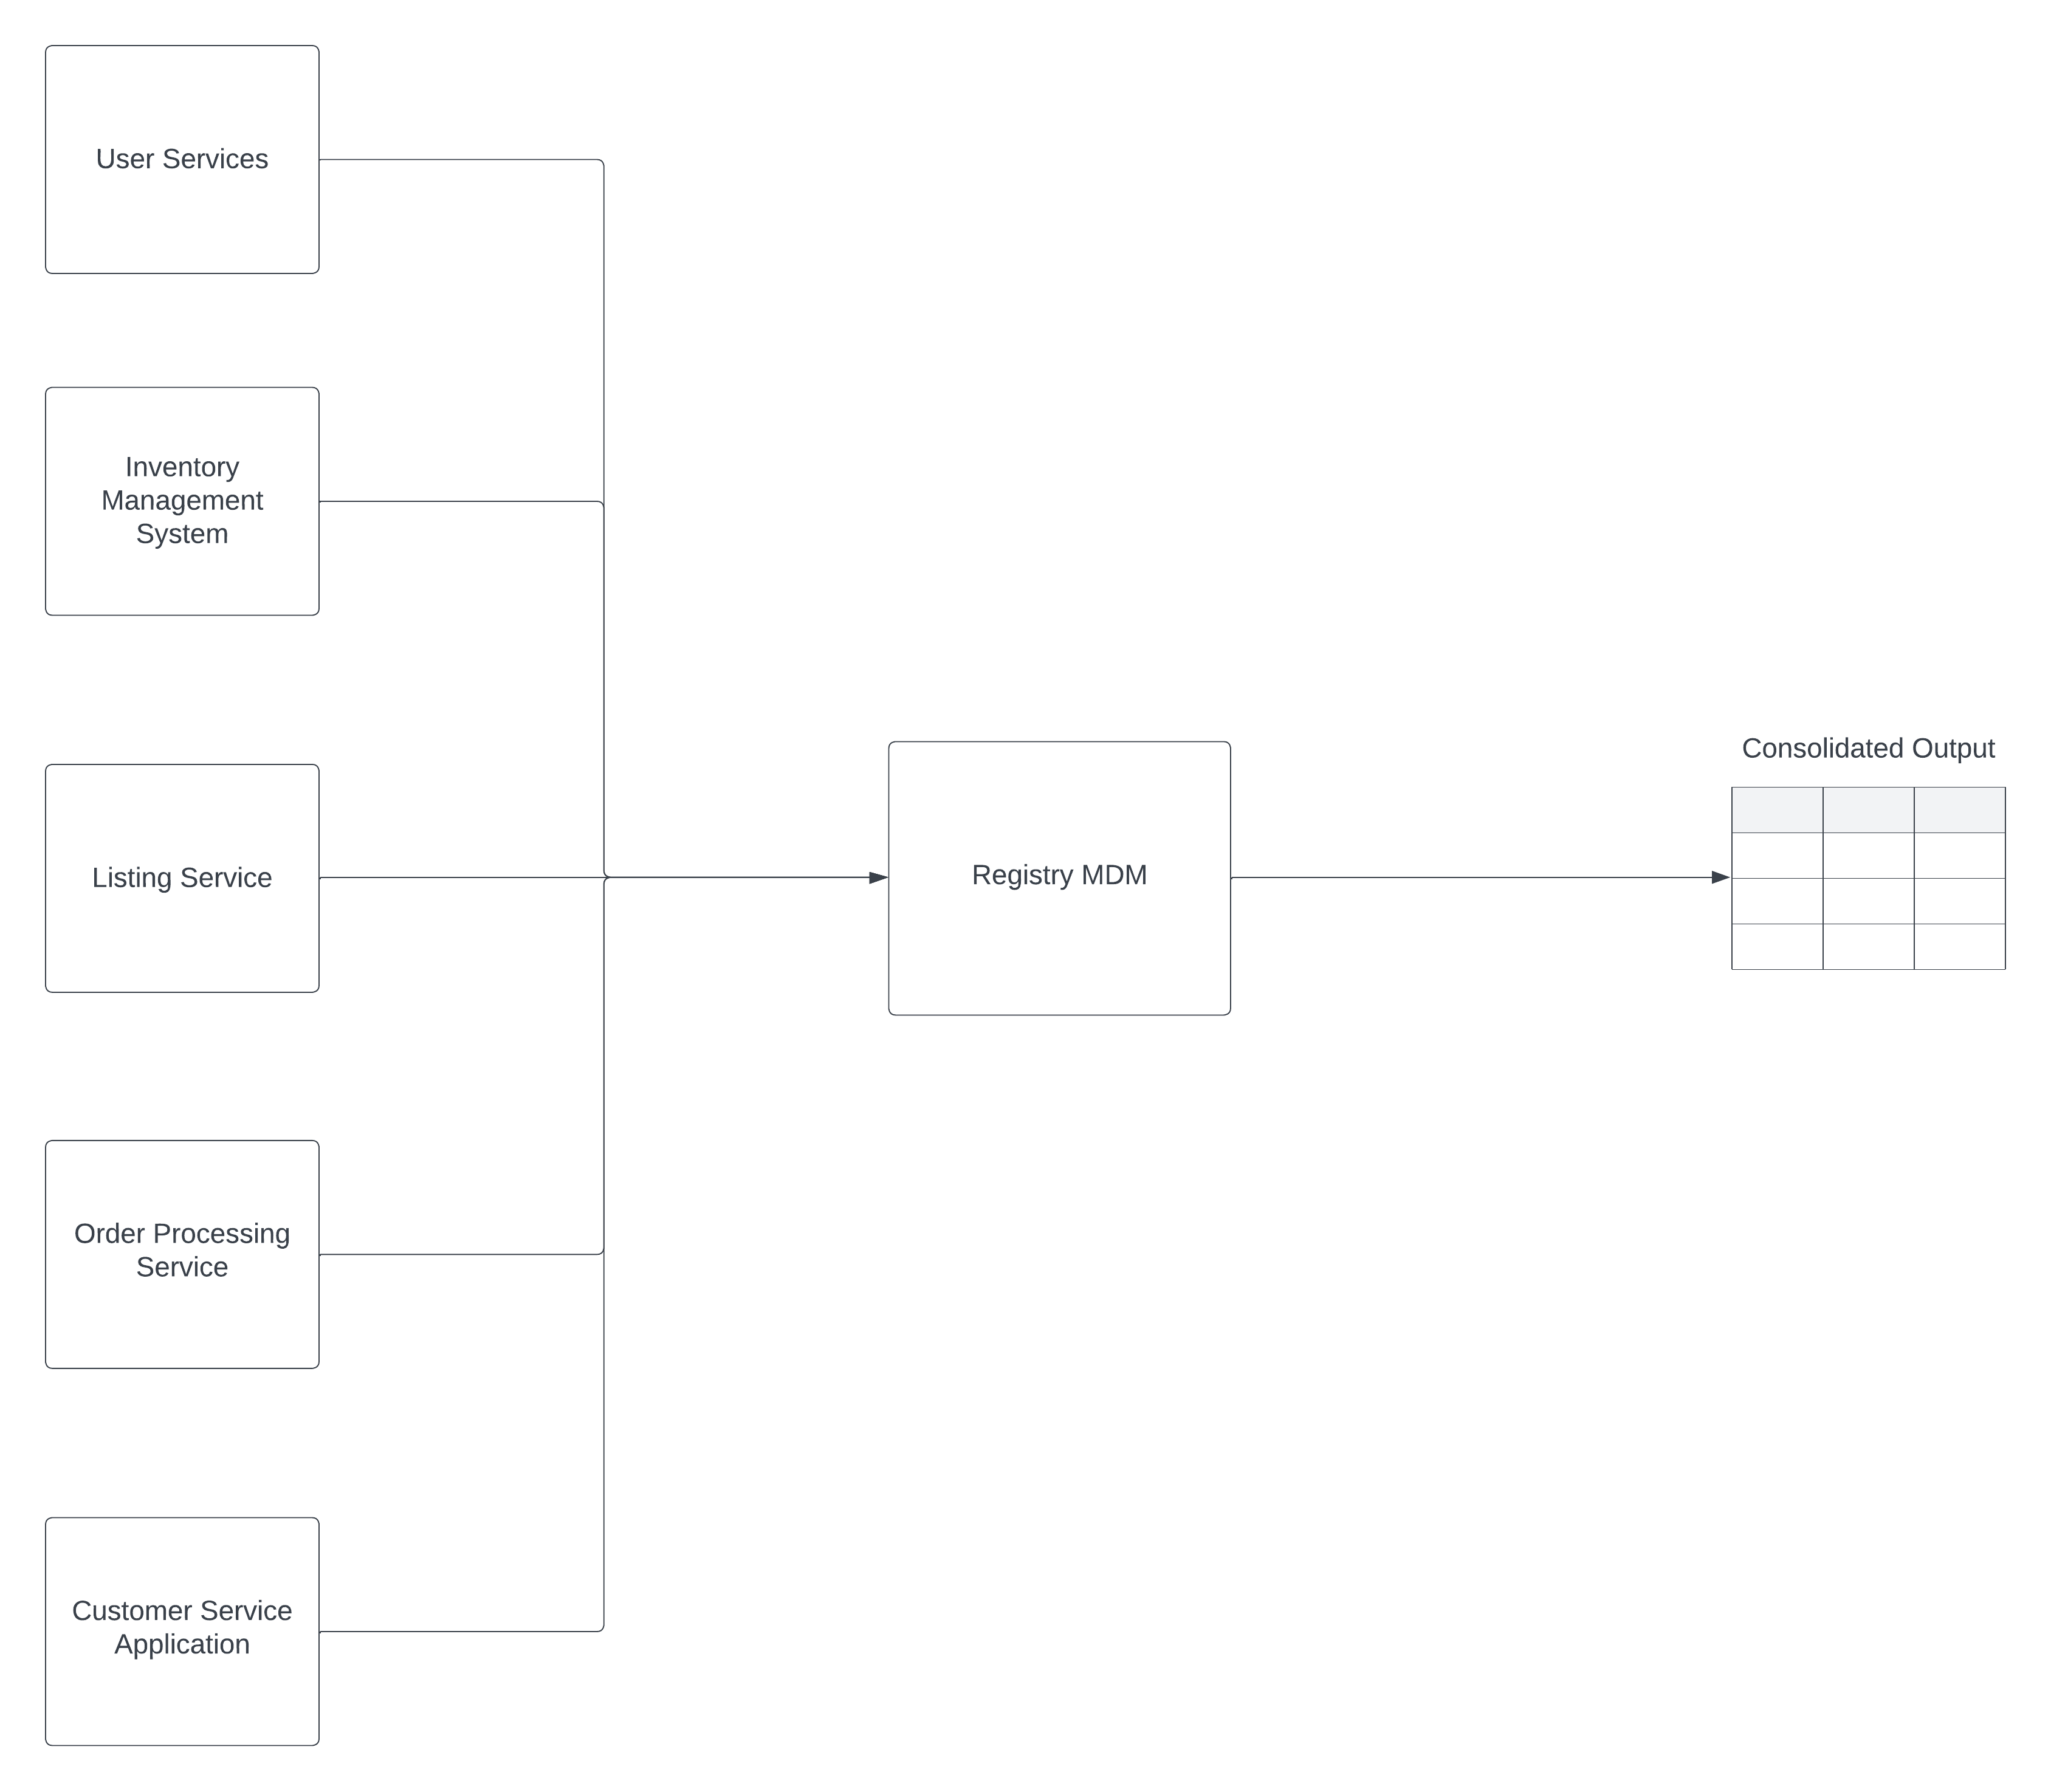 User Services
Inventory
Management
System
Listing Service
Order Processing
Service
Customer Service
Application
Registry MDM
Consolidated Output